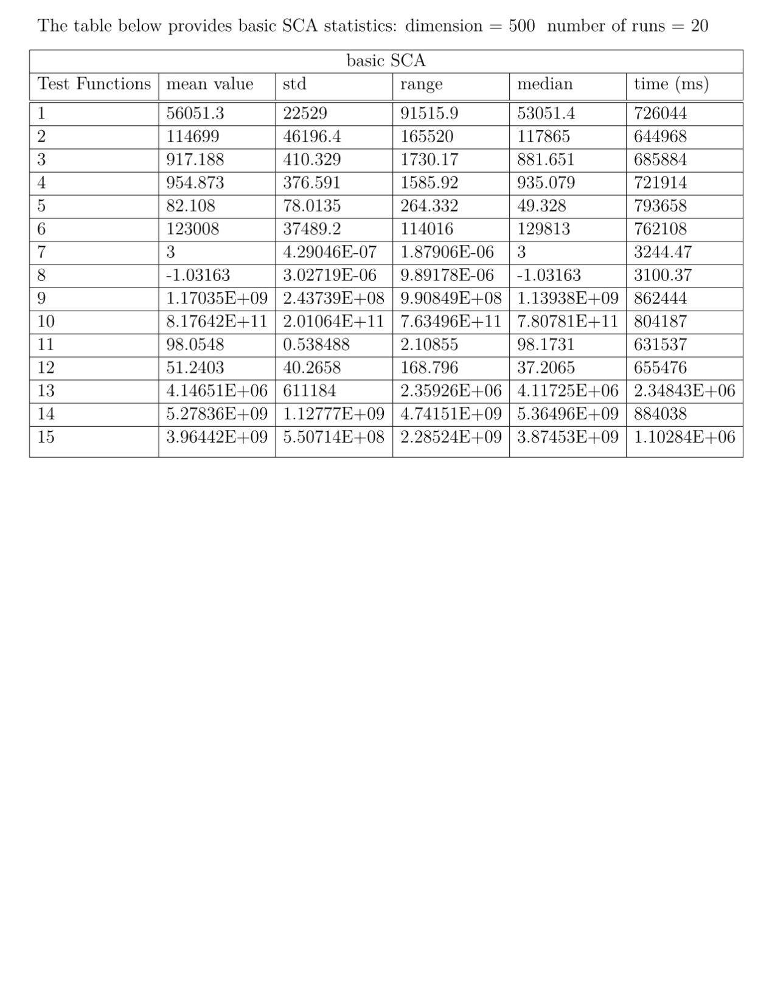 The table below provides basic SCA statistics: dimension = 500 number of runs = 20
basic SCA
Test Functions mean value std range median time (ms)
1 56051.3 22529 91515.9 53051.4 726044
2 114699 46196.4 165520 117865 644968
3 917.188 410.329 1730.17 881.651 685884
4 954.873 376.591 1585.92 935.079 721914
5 82.108 78.0135 264.332 49.328 793658
6 123008 37489.2 114016 129813 762108
7 3 4.29046E-07 1.87906E-06 3 3244.47
8 -1.03163 3.02719E-06 9.89178E-06 -1.03163 3100.37
9 1.17035E+09 2.43739E+08 9.90849E+08 1.13938E+09 862444
10 8.17642E+11 2.01064E+11 7.63496E+11 7.80781E+11 804187
11 98.0548 0.538488 2.10855 98.1731 631537
12 51.2403 40.2658 168.796 37.2065 655476
13 4.14651E+06 611184 2.35926E+06 4.11725E+06 2.34843E+06
14 5.27836E+09 1.12777E+09 4.74151E+09 5.36496E+09 884038
15 3.96442E+09 5.50714E+08 2.28524E+09 3.87453E+09 1.10284E+06